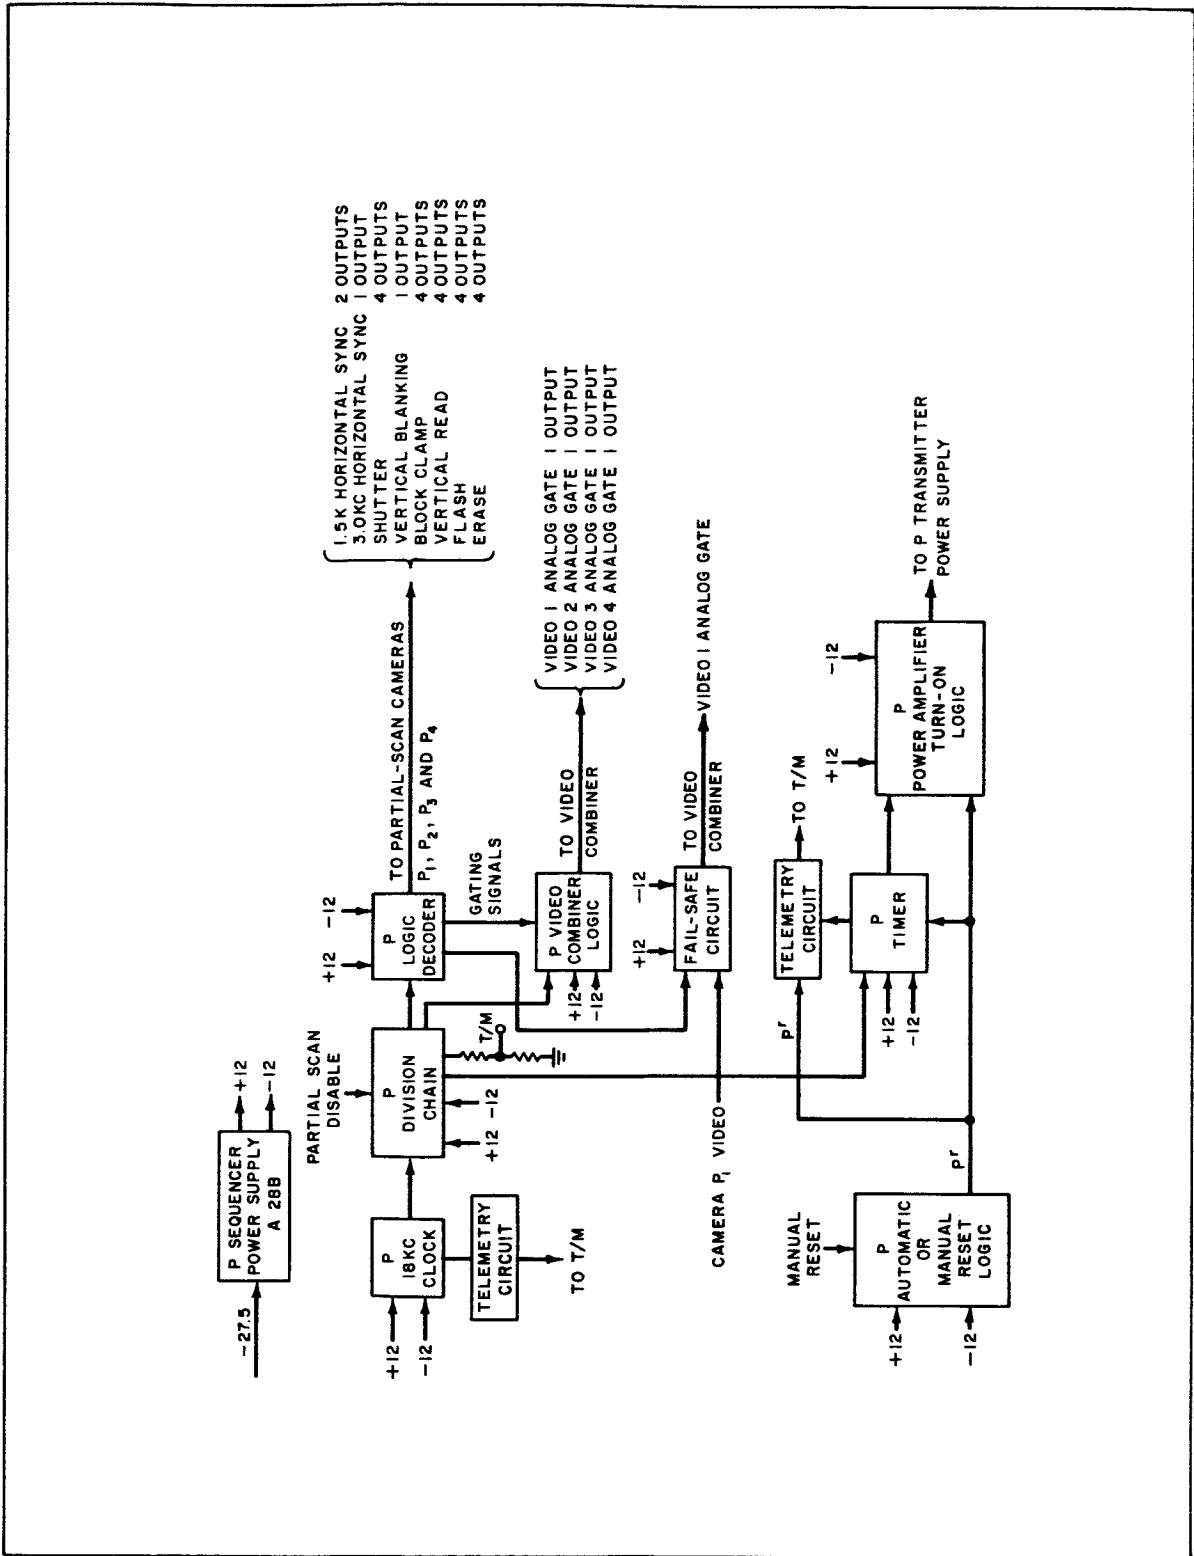 -27.5
P SEQUENCER
POWER SUPPLY
A 28B
+12
-12
PARTIAL SCAN
DISABLE
+12
-12
P
18KC
CLOCK
TELEMETRY
CIRCUIT
TO T/M
P
DIVISION
CHAIN
+12
-12
T/M
+12
-12
P
LOGIC
DECODER
TO PARTIAL-SCAN CAMERAS
P1, P2, P3 AND P4
1.5K HORIZONTAL SYNC 2 OUTPUTS
3.0KC HORIZONTAL SYNC 1 OUTPUT
SHUTTER 4 OUTPUTS
VERTICAL BLANKING 1 OUTPUT
BLOCK CLAMP 4 OUTPUTS
VERTICAL READ 4 OUTPUTS
FLASH 4 OUTPUTS
ERASE 4 OUTPUTS
GATING
SIGNALS
+12
-12
P VIDEO
COMBINER
LOGIC
TO VIDEO
COMBINER
VIDEO 1 ANALOG GATE 1 OUTPUT
VIDEO 2 ANALOG GATE 1 OUTPUT
VIDEO 3 ANALOG GATE 1 OUTPUT
VIDEO 4 ANALOG GATE 1 OUTPUT
CAMERA P1 VIDEO
+12
-12
FAIL-SAFE
CIRCUIT
TO VIDEO
COMBINER
VIDEO 1 ANALOG GATE
MANUAL
RESET
+12
-12
P
AUTOMATIC
OR
MANUAL
RESET
LOGIC
pr
pr
TELEMETRY
CIRCUIT
TO T/M
+12
-12
P
TIMER
+12
-12
P
POWER AMPLIFIER
TURN-ON
LOGIC
TO P TRANSMITTER
POWER SUPPLY